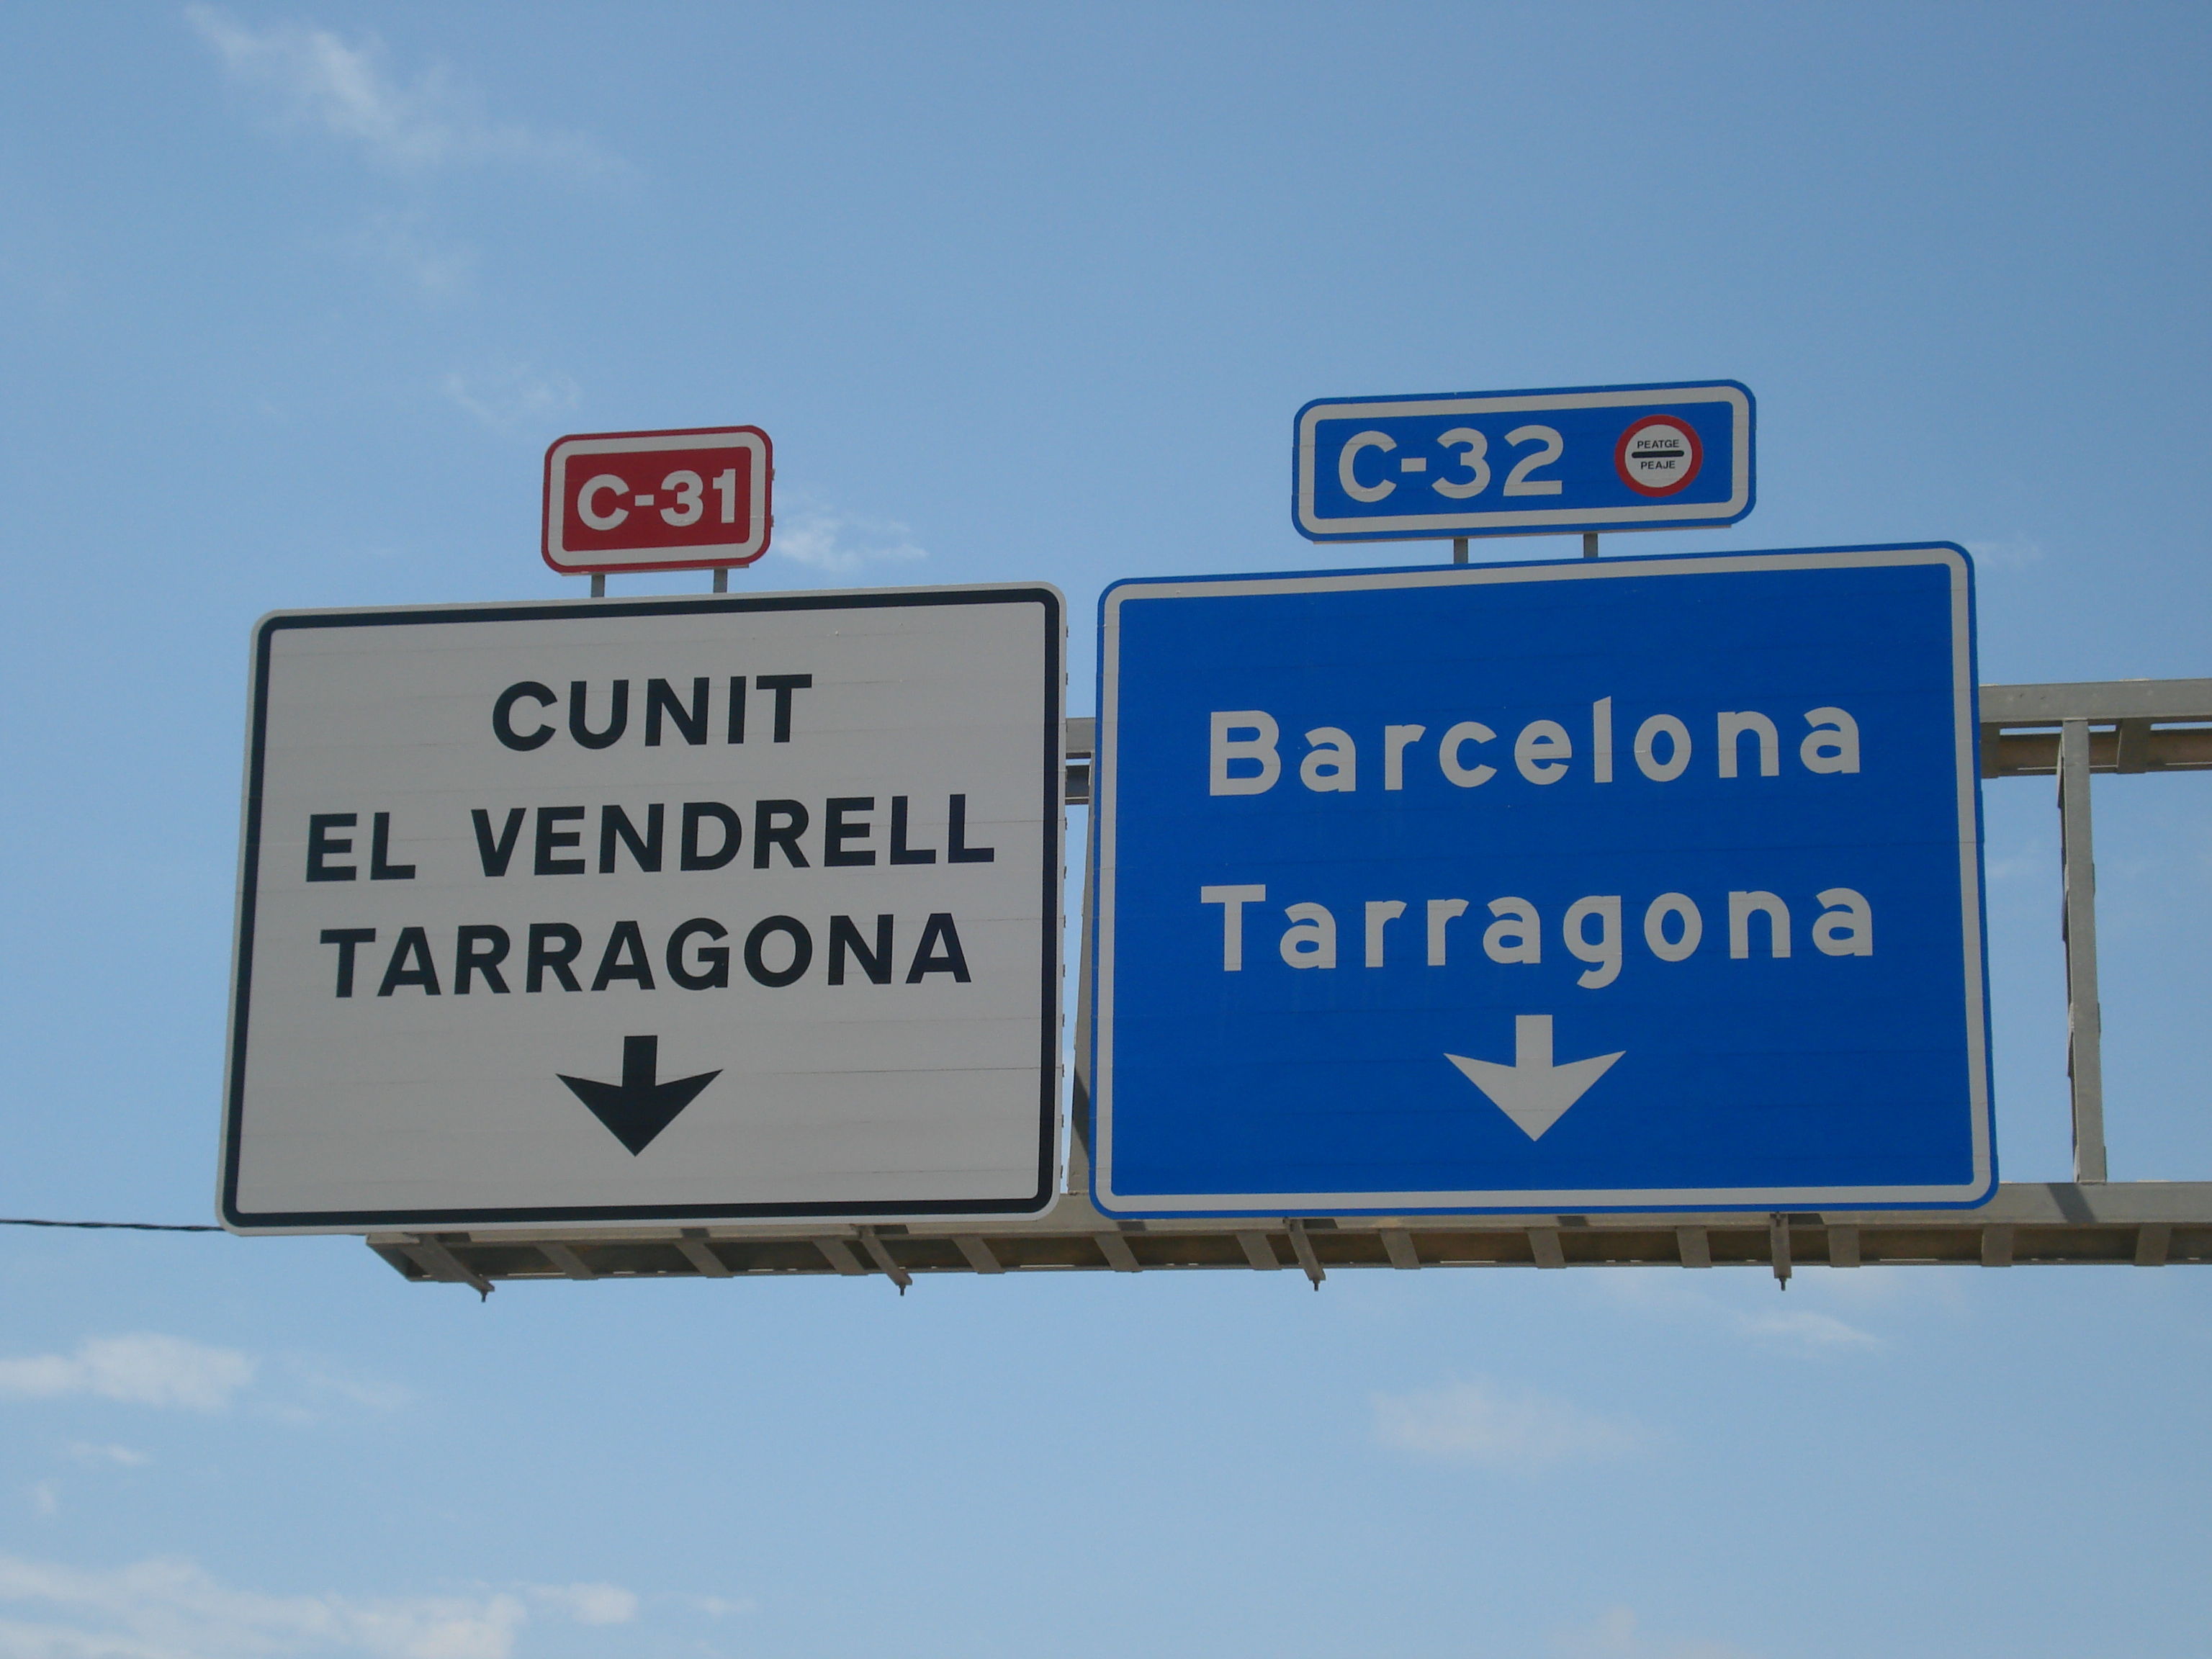 C-31
CUNIT
EL VENDRELL
TARRAGONA
C-32
PEATGE
PEAJE
Barcelona
Tarragona